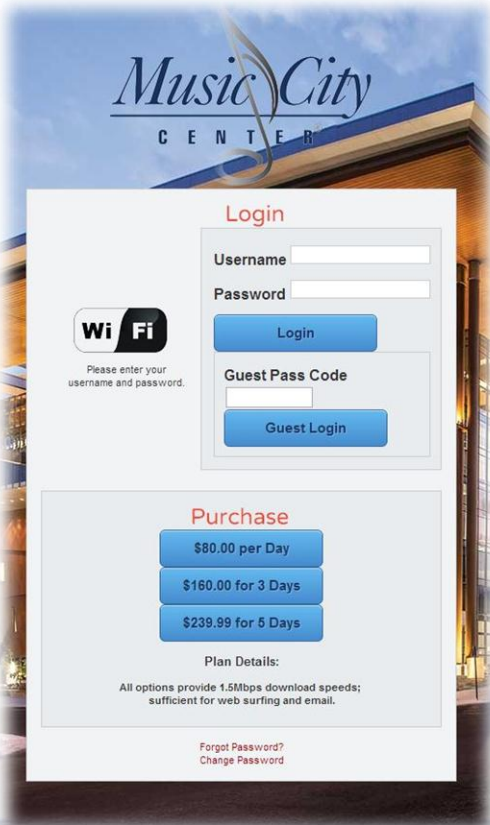 Music City
CENTER
Login
Username
Password
Login
Wi Fi
Please enter your
username and password.
Guest Pass Code
Guest Login
Purchase
$80.00 per Day
$160.00 for 3 Days
$239.99 for 5 Days
Plan Details:
All options provide 1.5Mbps download speeds;
sufficient for web surfing and email.
Forgot Password?
Change Password